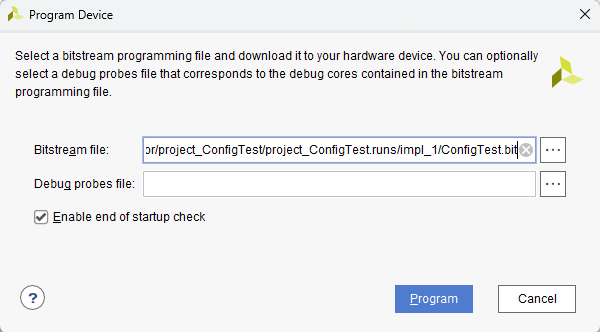 Program Device
Select a bitstream programming file and download it to your hardware device. You can optionally
select a debug probes file that corresponds to the debug cores contained in the bitstream
programming file.
Bitstream file: or/project_ConfigTest/project_ConfigTest.runs/impl_1/ConfigTest.bit ...
Debug probes file: ...
Enable end of startup check
? Program Cancel